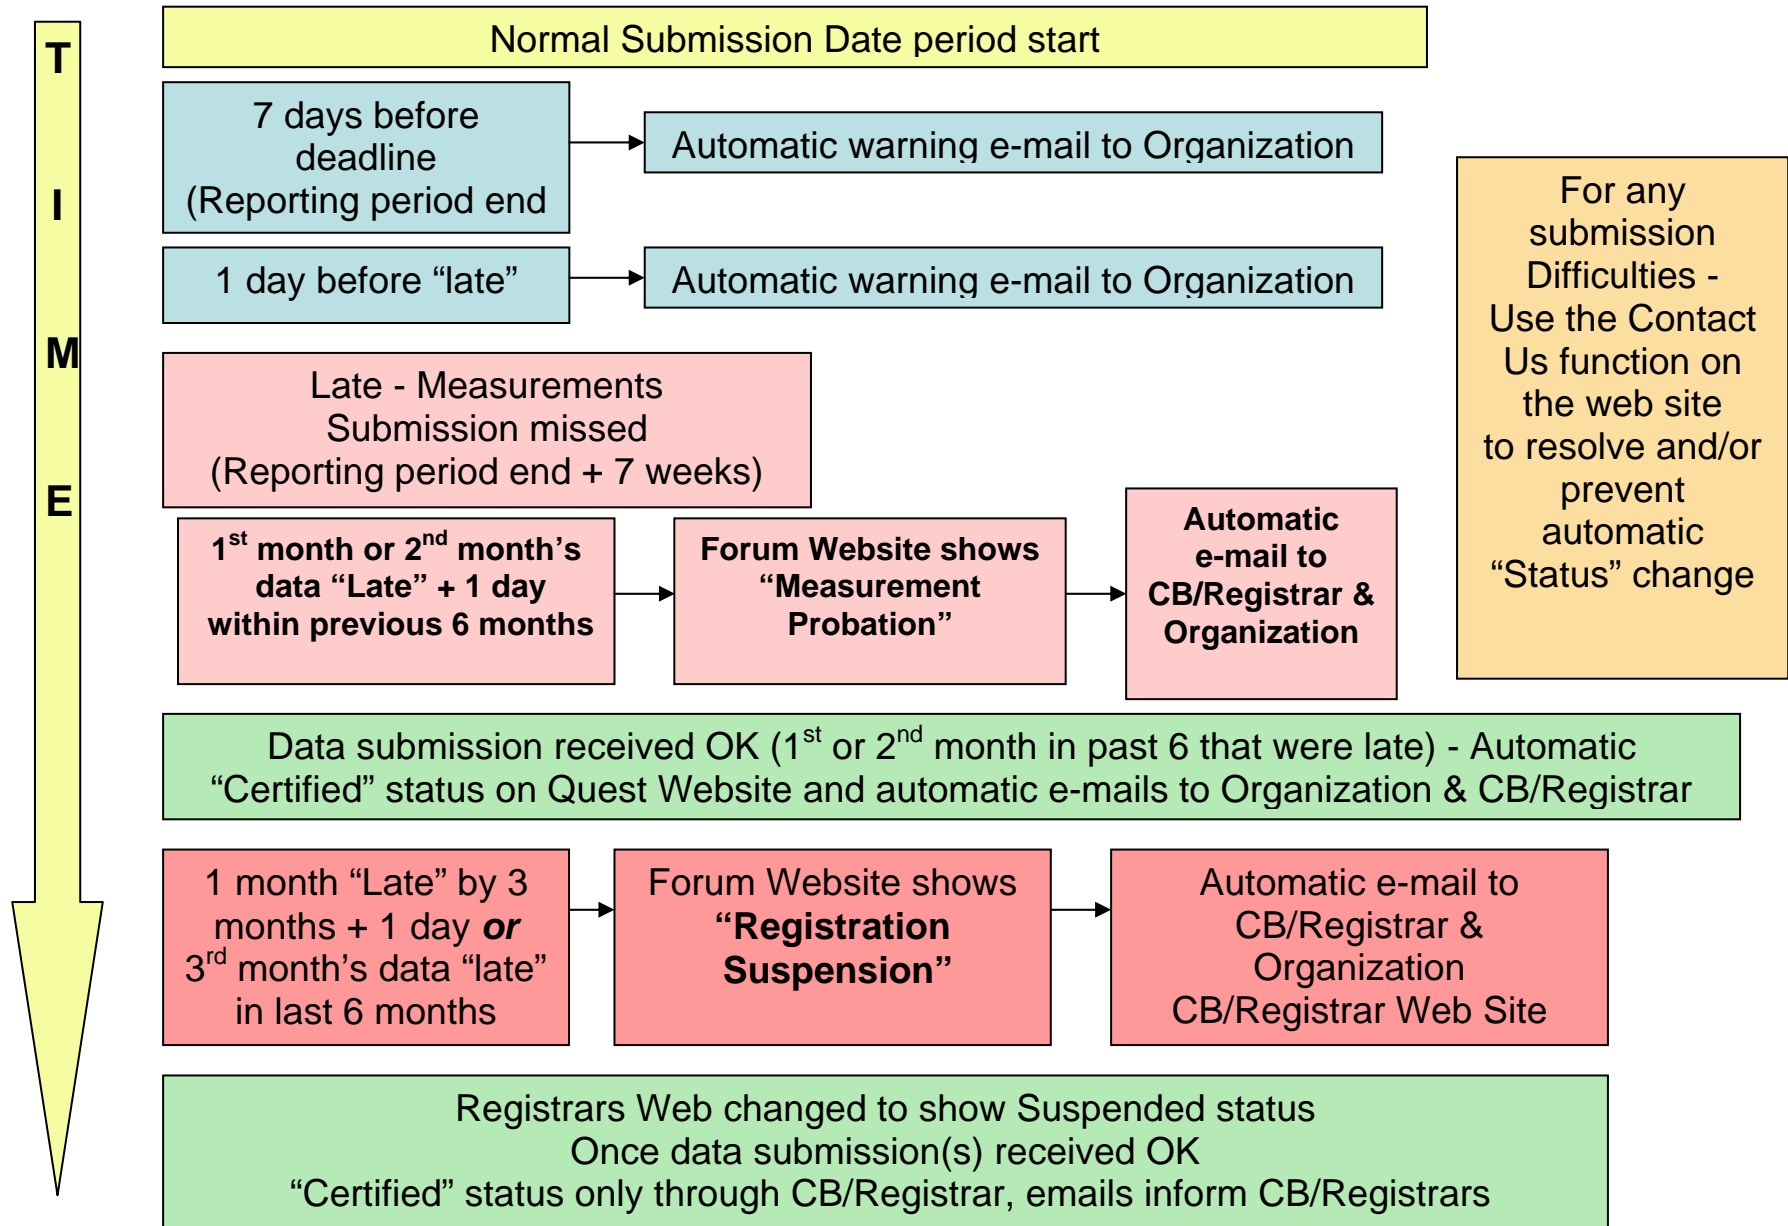 T
I
M
E
Normal Submission Date period start
7 days before
deadline
(Reporting period end
Automatic warning e-mail to Organization
1 day before “late”
Automatic warning e-mail to Organization
For any
submission
Difficulties -
Use the Contact
Us function on
the web site
to resolve and/or
prevent
automatic
“Status” change
Late - Measurements
Submission missed
(Reporting period end + 7 weeks)
1st month or 2nd month’s
data “Late” + 1 day
within previous 6 months
Forum Website shows
“Measurement
Probation”
Automatic
e-mail to
CB/Registrar &
Organization
Data submission received OK (1st or 2nd month in past 6 that were late) - Automatic
“Certified” status on Quest Website and automatic e-mails to Organization & CB/Registrar
1 month “Late” by 3
months + 1 day or
3rd month’s data “late”
in last 6 months
Forum Website shows
“Registration
Suspension”
Automatic e-mail to
CB/Registrar &
Organization
CB/Registrar Web Site
Registrars Web changed to show Suspended status
Once data submission(s) received OK
“Certified” status only through CB/Registrar, emails inform CB/Registrars